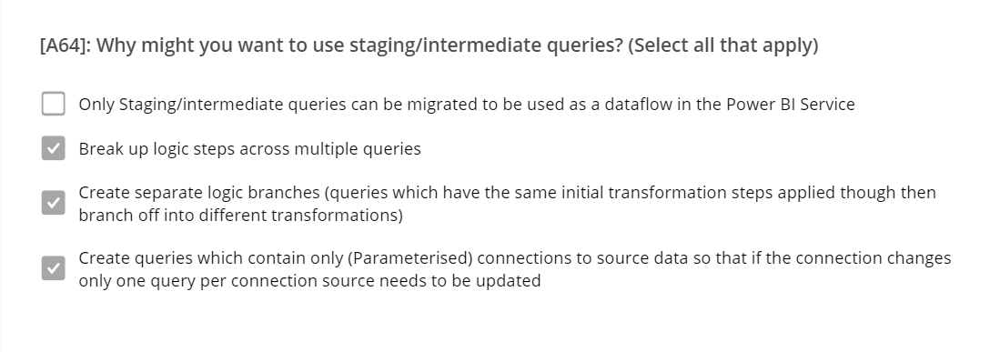 [A64]: Why might you want to use staging/intermediate queries? (Select all that apply)
Only Staging/intermediate queries can be migrated to be used as a dataflow in the Power BI Service
Break up logic steps across multiple queries
Create separate logic branches (queries which have the same initial transformation steps applied though then
branch off into different transformations)
Create queries which contain only (Parameterised) connections to source data so that if the connection changes
only one query per connection source needs to be updated